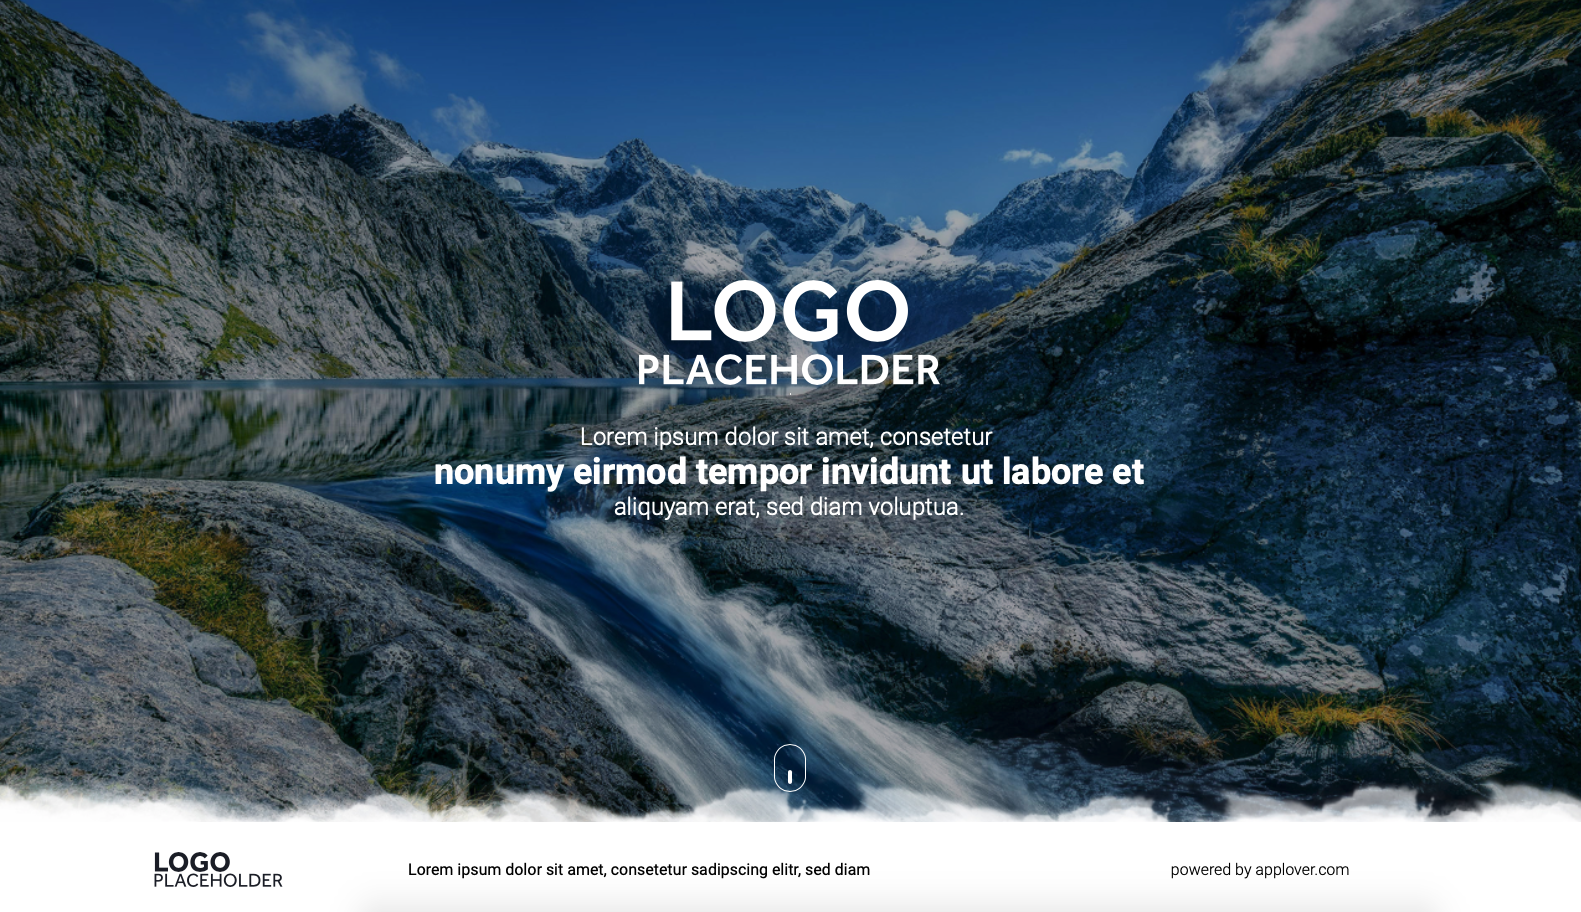 LOGO
PLACEHOLDER
Lorem ipsum dolor sit amet, consetetur
nonumy eirmod tempor invidunt ut labore et
aliquyam erat, sed diam voluptua.
LOGO
PLACEHOLDER
Lorem ipsum dolor sit amet, consetetur sadipscing elitr, sed diam
powered by applover.com